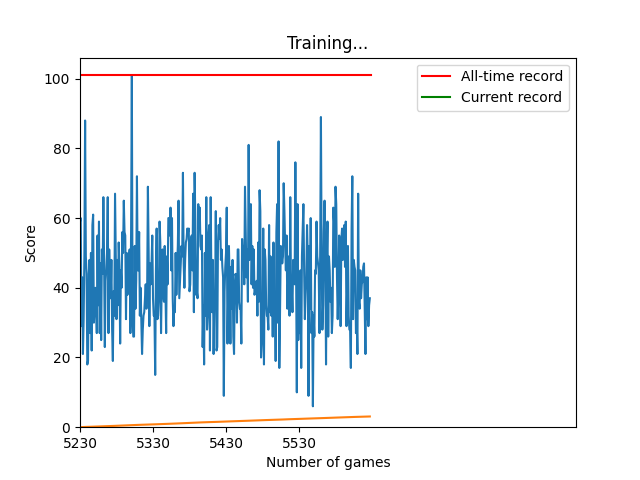 Training...
All-time record
Current record
Score
100
80
60
40
20
0
5230 5330 5430 5530
Number of games